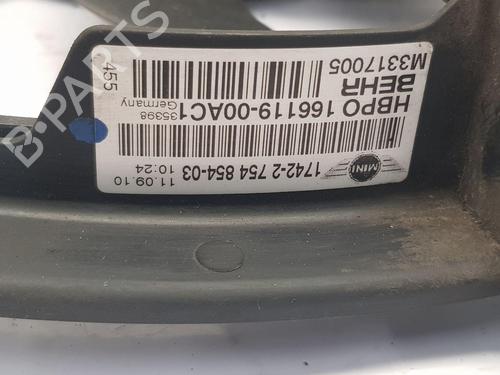 MINI
1742-2 754 854-03
11.09.10
10:24
HBPO 166119-00AC1
BEHR
Germany
35398
M3317005
455
B-PARTS